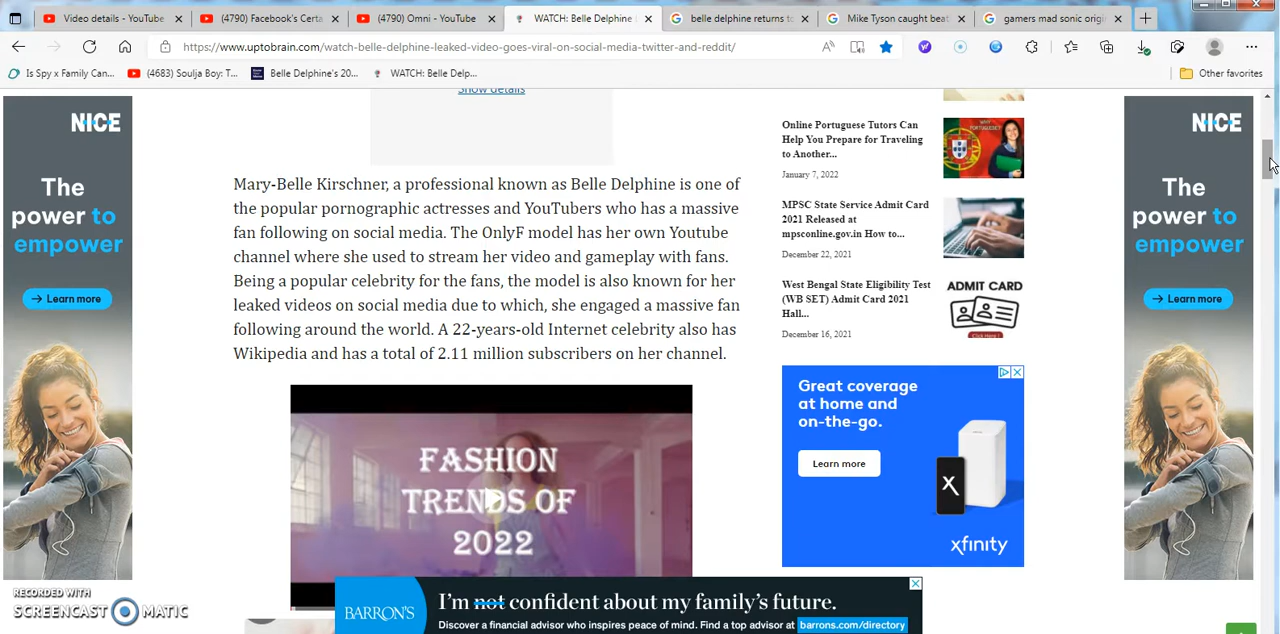 Video details - YouTube
(4790) Facebook's Certa
(4790) Omni - YouTube
WATCH: Belle Delphine
belle delphine returns to
Mike Tyson caught beat
gamers mad sonic origi
https://www.uptobrain.com/watch-belle-delphine-leaked-video-goes-viral-on-social-media-twitter-and-reddit/
Is Spy x Family Can...
(4683) Soulja Boy: T...
Belle Delphine's 20...
WATCH: Belle Delp...
Other favorites
NICE
The
power to
empower
→ Learn more
Show details
Mary-Belle Kirschner, a professional known as Belle Delphine is one of
the popular pornographic actresses and YouTubers who has a massive
fan following on social media. The OnlyF model has her own Youtube
channel where she used to stream her video and gameplay with fans.
Being a popular celebrity for the fans, the model is also known for her
leaked videos on social media due to which, she engaged a massive fan
following around the world. A 22-years-old Internet celebrity also has
Wikipedia and has a total of 2.11 million subscribers on her channel.
FASHION
TRENDS OF
2022
Online Portuguese Tutors Can
Help You Prepare for Traveling
to Another...
January 7, 2022
MPSC State Service Admit Card
2021 Released at
mpsconline.gov.in How to...
December 22, 2021
West Bengal State Eligibility Test
(WB SET) Admit Card 2021
Hall...
December 16, 2021
ADMIT CARD
Great coverage
at home and
on-the-go.
Learn more
X
xfinity
NICE
The
power to
empower
→ Learn more
RECORDED WITH
SCREENCAST MATIC
BARRON'S
I'm not confident about my family's future.
Discover a financial advisor who inspires peace of mind. Find a top advisor at barrons.com/directory